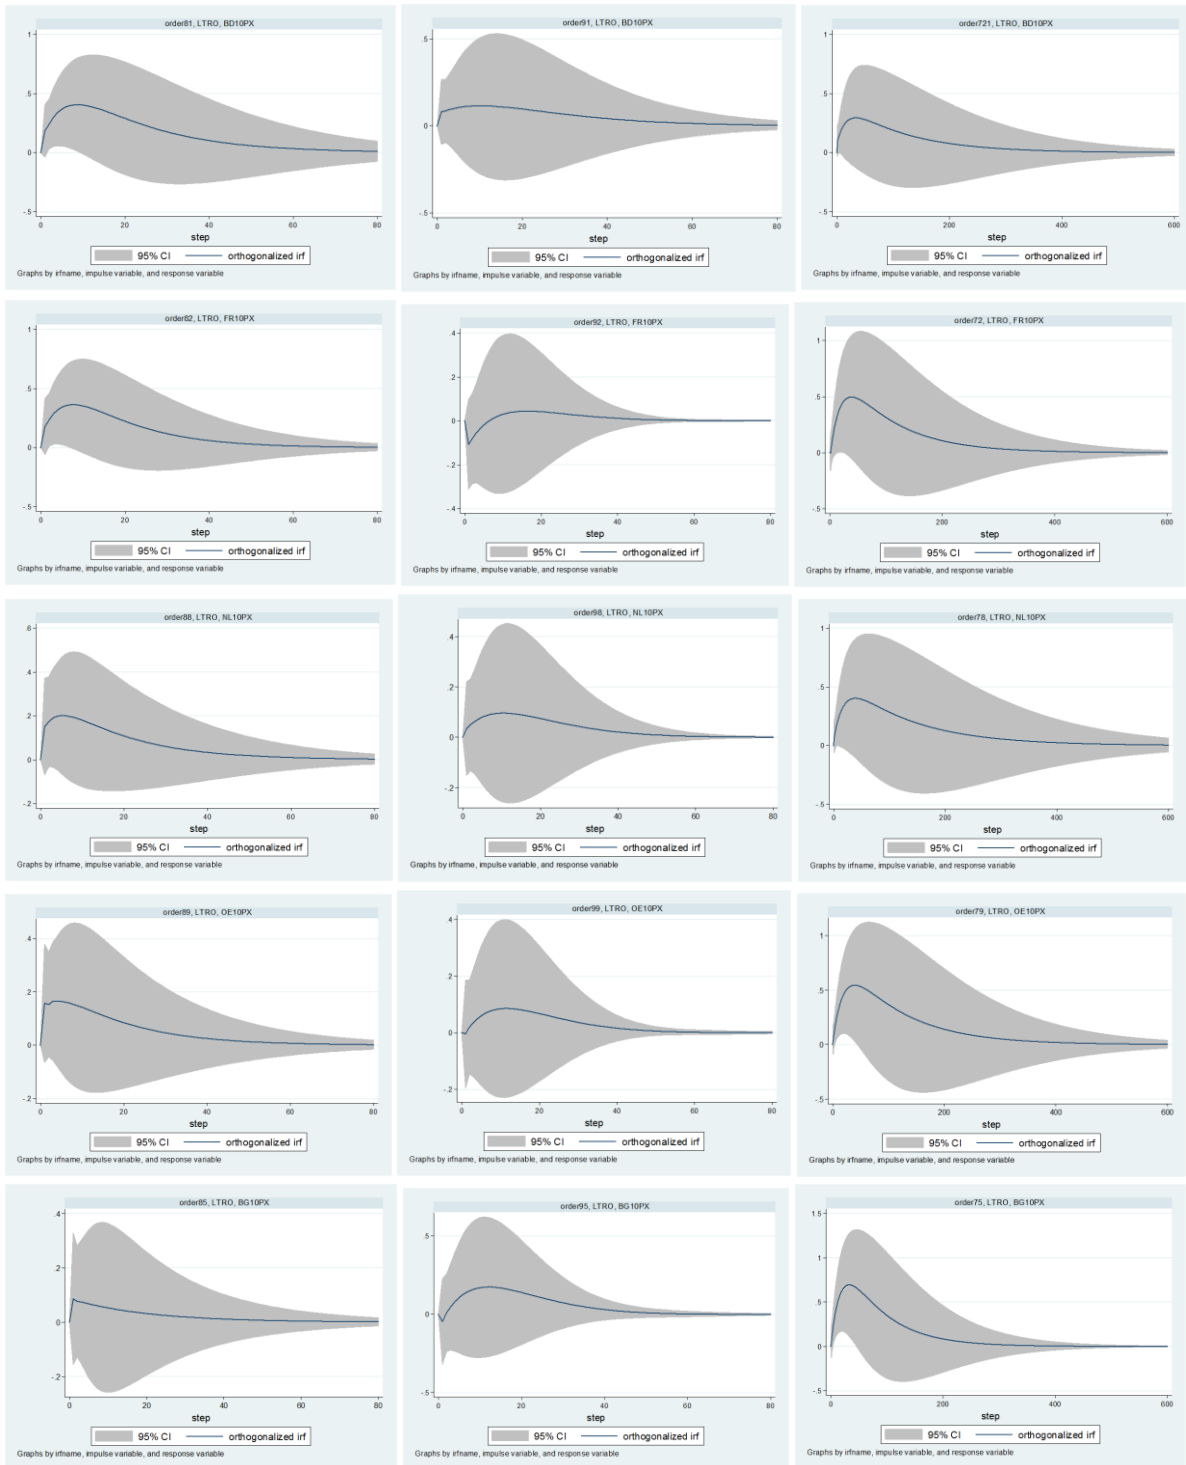 order81, LTRO, BD10PX
1
.5
0
-.5
0 20 40 60 80
step
95% CI orthogonalized irf
Graphs by irfname, impulse variable, and response variable
order91, LTRO, BD10PX
.5
0
-.5
0 20 40 60 80
step
95% CI orthogonalized irf
Graphs by irfname, impulse variable, and response variable
order721, LTRO, BD10PX
1
.5
0
-.5
0 200 400 600
step
95% CI orthogonalized irf
Graphs by irfname, impulse variable, and response variable
order82, LTRO, FR10PX
1
.5
0
-.5
0 20 40 60 80
step
95% CI orthogonalized irf
Graphs by irfname, impulse variable, and response variable
order92, LTRO, FR10PX
.4
.2
0
-.2
-.4
0 20 40 60 80
step
95% CI orthogonalized irf
Graphs by irfname, impulse variable, and response variable
order72, LTRO, FR10PX
1
.5
0
-.5
0 200 400 600
step
95% CI orthogonalized irf
Graphs by irfname, impulse variable, and response variable
order88, LTRO, NL10PX
.6
.4
.2
0
-.2
0 20 40 60 80
step
95% CI orthogonalized irf
Graphs by irfname, impulse variable, and response variable
order98, LTRO, NL10PX
.4
.2
0
-.2
0 20 40 60 80
step
95% CI orthogonalized irf
Graphs by irfname, impulse variable, and response variable
order78, LTRO, NL10PX
1
.5
0
-.5
0 200 400 600
step
95% CI orthogonalized irf
Graphs by irfname, impulse variable, and response variable
order89, LTRO, OE10PX
.4
.2
0
-.2
0 20 40 60 80
step
95% CI orthogonalized irf
Graphs by irfname, impulse variable, and response variable
order99, LTRO, OE10PX
.4
.2
0
-.2
0 20 40 60 80
step
95% CI orthogonalized irf
Graphs by irfname, impulse variable, and response variable
order79, LTRO, OE10PX
1
.5
0
-.5
0 200 400 600
step
95% CI orthogonalized irf
Graphs by irfname, impulse variable, and response variable
order85, LTRO, BG10PX
.4
.2
0
-.2
0 20 40 60 80
step
95% CI orthogonalized irf
Graphs by irfname, impulse variable, and response variable
order95, LTRO, BG10PX
.5
0
-.5
0 20 40 60 80
step
95% CI orthogonalized irf
Graphs by irfname, impulse variable, and response variable
order75, LTRO, BG10PX
1.5
1
.5
0
-.5
0 200 400 600
step
95% CI orthogonalized irf
Graphs by irfname, impulse variable, and response variable